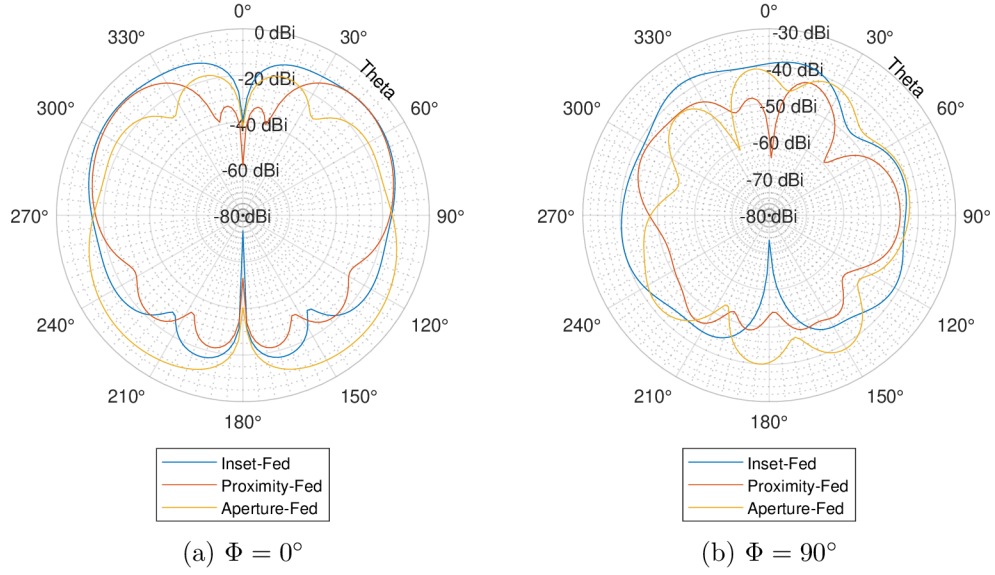 0°
330°
30°
0 dBi
-20 dBi
Theta
300°
60°
-40 dBi
-60 dBi
270°
-80 dBi
90°
240°
120°
210°
150°
180°
Inset-Fed
Proximity-Fed
Aperture-Fed
(a) Φ = 0°
0°
330°
30°
-30 dBi
-40 dBi
Theta
300°
60°
-50 dBi
-60 dBi
-70 dBi
270°
-80 dBi
90°
240°
120°
210°
150°
180°
Inset-Fed
Proximity-Fed
Aperture-Fed
(b) Φ = 90°